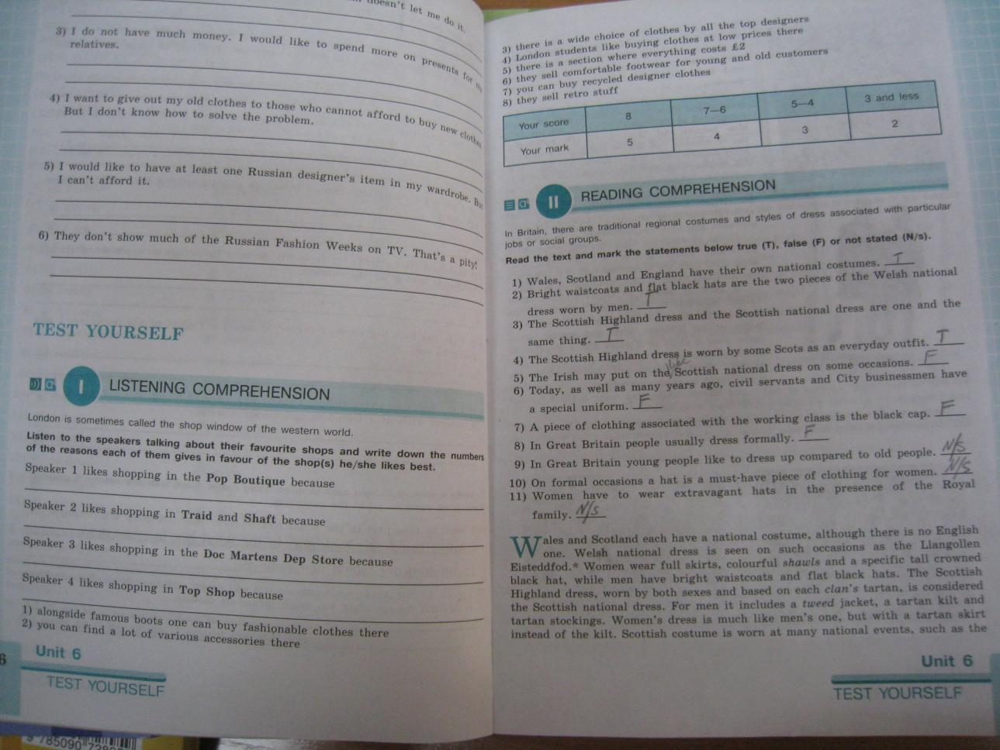 doesn't let me do it.
3) I do not have much money. I would like to spend more on presents for my
relatives.
4) I want to give out my old clothes to those who cannot afford to buy new clothes
But I don't know how to solve the problem.
5) I would like to have at least one Russian designer's item in my wardrobe. But
I can't afford it.
6) They don't show much of the Russian Fashion Weeks on TV. That's a pity!
TEST YOURSELF
I LISTENING COMPREHENSION
London is sometimes called the shop window of the western world.
Listen to the speakers talking about their favourite shops and write down the numbers
of the reasons each of them gives in favour of the shop(s) he/she likes best.
Speaker 1 likes shopping in the Pop Boutique because
Speaker 2 likes shopping in Traid and Shaft because
Speaker 3 likes shopping in the Doc Martens Dep Store because
Speaker 4 likes shopping in Top Shop because
1) alongside famous boots one can buy fashionable clothes there
2) you can find a lot of various accessories there
6
Unit 6
TEST YOURSELF
3) there is a wide choice of clothes by all the top designers
4) London students like buying clothes at low prices there
5) there is a section where everything costs £2
6) they sell comfortable footwear for young and old customers
7) you can buy recycled designer clothes
8) they sell retro stuff
Your score 8 7—6 5—4 3 and less
Your mark 5 4 3 2
II READING COMPREHENSION
In Britain, there are traditional regional costumes and styles of dress associated with particular
jobs or social groups.
Read the text and mark the statements below true (T), false (F) or not stated (N/s).
1) Wales, Scotland and England have their own national costumes. T
2) Bright waistcoats and flat black hats are the two pieces of the Welsh national
dress worn by men. T
3) The Scottish Highland dress and the Scottish national dress are one and the
same thing. T
4) The Scottish Highland dress is worn by some Scots as an everyday outfit. T
5) The Irish may put on the Scottish national dress on some occasions. F
6) Today, as well as many years ago, civil servants and City businessmen have
a special uniform. F
7) A piece of clothing associated with the working class is the black cap. F
8) In Great Britain people usually dress formally. F
9) In Great Britain young people like to dress up compared to old people. N/s
10) On formal occasions a hat is a must-have piece of clothing for women. N/s
11) Women have to wear extravagant hats in the presence of the Royal
family. N/s
Wales and Scotland each have a national costume, although there is no English
one. Welsh national dress is seen on such occasions as the Llangollen
Eisteddfod.* Women wear full skirts, colourful shawls and a specific tall crowned
black hat, while men have bright waistcoats and flat black hats. The Scottish
Highland dress, worn by both sexes and based on each clan's tartan, is considered
the Scottish national dress. For men it includes a tweed jacket, a tartan kilt and
tartan stockings. Women's dress is much like men's one, but with a tartan skirt
instead of the kilt. Scottish costume is worn at many national events, such as the
Unit 6
TEST YOURSELF